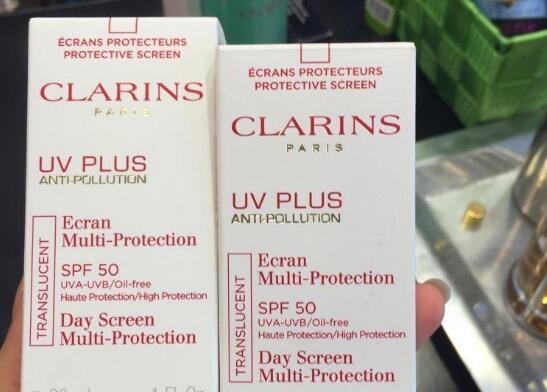 ÉCRANS PROTECTEURS
PROTECTIVE SCREEN
CLARINS
PARIS
UV PLUS
ANTI-POLLUTION
TRANSLUCENT
Ecran
Multi-Protection
SPF 50
UVA-UVB/Oil-free
Haute Protection/High Protection
Day Screen
Multi-Protection
ÉCRANS PROTECTEURS
PROTECTIVE SCREEN
CLARINS
PARIS
UV PLUS
ANTI-POLLUTION
TRANSLUCENT
Ecran
Multi-Protection
SPF 50
UVA-UVB/Oil-free
Haute Protection/High Protection
Day Screen
Multi-Protection